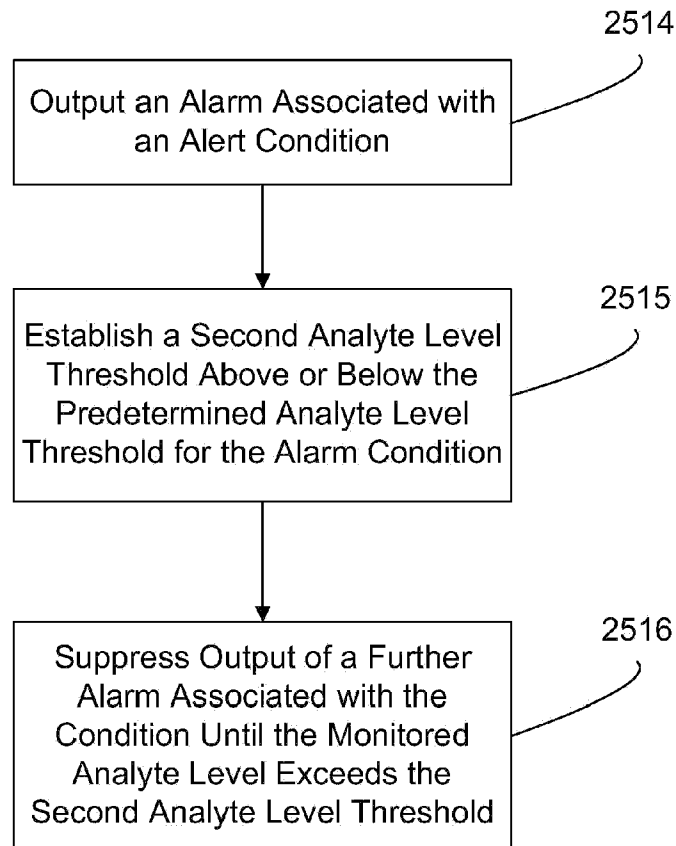 2514
Output an Alarm Associated with
an Alert Condition
2515
Establish a Second Analyte Level
Threshold Above or Below the
Predetermined Analyte Level
Threshold for the Alarm Condition
2516
Suppress Output of a Further
Alarm Associated with the
Condition Until the Monitored
Analyte Level Exceeds the
Second Analyte Level Threshold